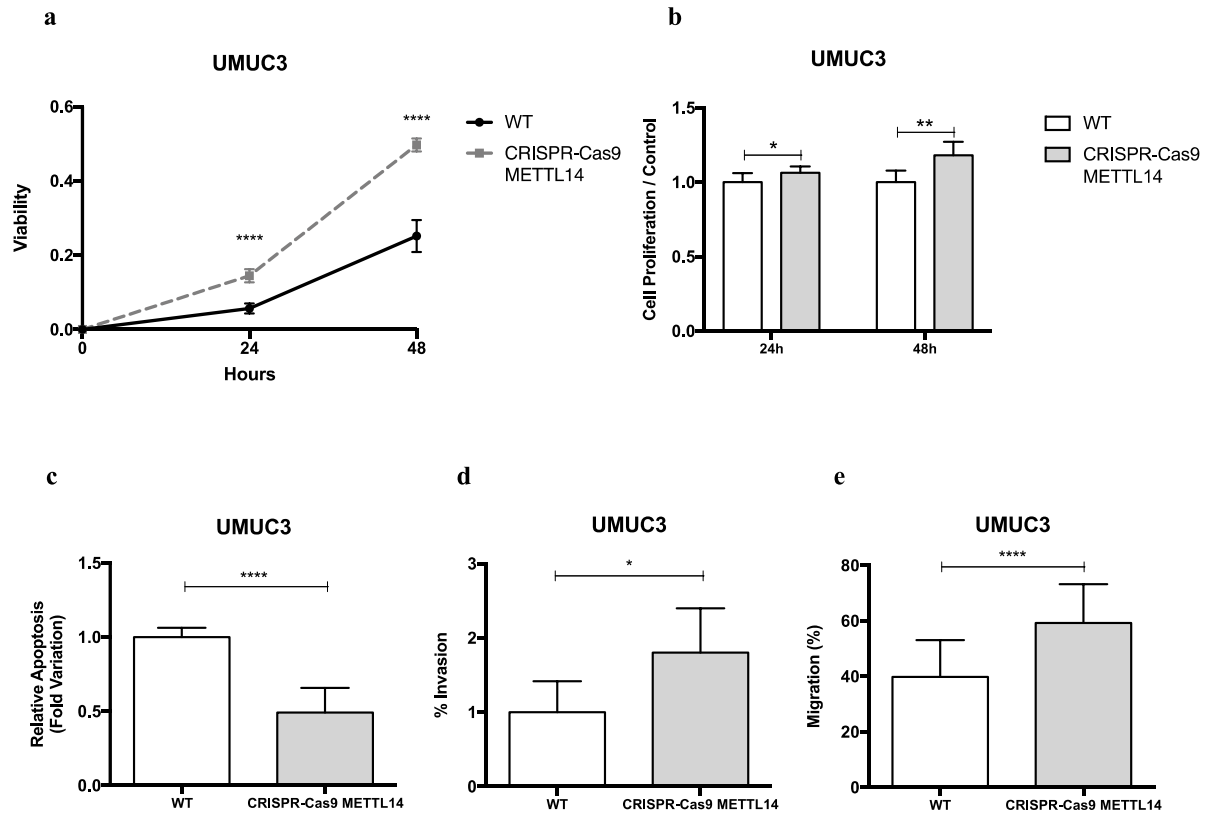 a
UMUC3
0.6
0.4
0.2
0.0
Viability
0
24
48
Hours
****
****
WT
CRISPR-Cas9
METTL14
b
UMUC3
1.5
1.0
0.5
0.0
Cell Proliferation / Control
*
**
24h
48h
WT
CRISPR-Cas9
METTL14
c
UMUC3
1.5
1.0
0.5
0.0
Relative Apoptosis
(Fold Variation)
****
WT
CRISPR-Cas9 METTL14
d
UMUC3
3
2
1
0
% Invasion
*
WT
CRISPR-Cas9 METTL14
e
UMUC3
80
60
40
20
0
Migration (%)
****
WT
CRISPR-Cas9 METTL14